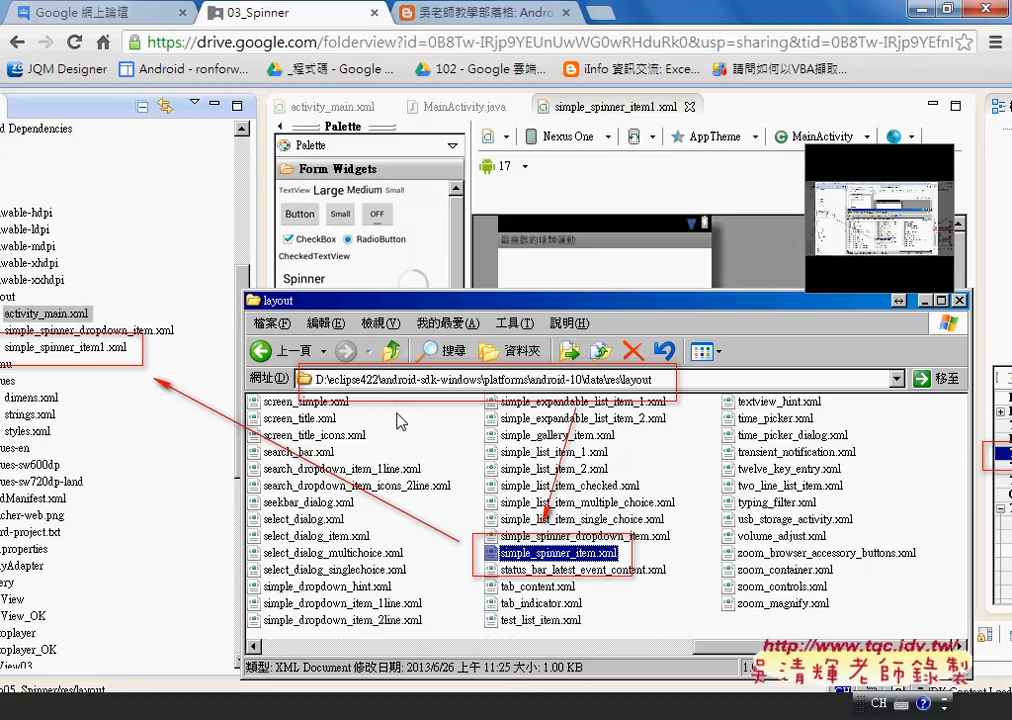 Google 網上論壇
03_Spinner
吳老師教學部落格: Andro
https://drive.google.com/folderview?id=0B8Tw-IRjp9YEUnUwWG0wRHduRk0&usp=sharing&tid=0B8Tw-IRjp9YEfnI
JQM Designer
Android - ronforw...
_程式碼 - Google ...
102 - Google 雲端...
iInfo 資訊交流: Exce...
請問如何以VBA擷取...
activity_main.xml
MainActivity.java
simple_spinner_item1.xml
Palette
Palette
Nexus One
AppTheme
MainActivity
17
Form Widgets
TextView Large Medium Small
Button
Small
OFF
CheckBox
RadioButton
CheckedTextView
Spinner
最喜歡的球類運動
d Dependencies
wable-hdpi
wable-ldpi
wable-mdpi
wable-xhdpi
wable-xxhdpi
out
activity_main.xml
simple_spinner_dropdown_item.xml
simple_spinner_item1.xml
nu
ues
dimens.xml
strings.xml
styles.xml
ues-en
ues-sw600dp
ues-sw720dp-land
dManifest.xml
cher-web.png
rd-project.txt
properties
yAdapter
View
View_OK
toplayer
toplayer_OK
View03
05_Spinner/res/layout
layout
檔案(F)
編輯(E)
檢視(V)
我的最愛(A)
工具(T)
說明(H)
上一頁
搜尋
資料夾
網址(D)
D:\eclipse422\android-sdk-windows\platforms\android-10\data\res\layout
移至
screen_simple.xml
screen_title.xml
screen_title_icons.xml
search_bar.xml
search_dropdown_item_1line.xml
search_dropdown_item_icons_2line.xml
seekbar_dialog.xml
select_dialog.xml
select_dialog_item.xml
select_dialog_multichoice.xml
select_dialog_singlechoice.xml
simple_dropdown_hint.xml
simple_dropdown_item_1line.xml
simple_dropdown_item_2line.xml
simple_expandable_list_item_1.xml
simple_expandable_list_item_2.xml
simple_gallery_item.xml
simple_list_item_1.xml
simple_list_item_2.xml
simple_list_item_checked.xml
simple_list_item_multiple_choice.xml
simple_list_item_single_choice.xml
simple_spinner_dropdown_item.xml
simple_spinner_item.xml
status_bar_latest_event_content.xml
tab_content.xml
tab_indicator.xml
test_list_item.xml
textview_hint.xml
time_picker.xml
time_picker_dialog.xml
transient_notification.xml
twelve_key_entry.xml
two_line_list_item.xml
typing_filter.xml
usb_storage_activity.xml
volume_adjust.xml
zoom_browser_accessory_buttons.xml
zoom_container.xml
zoom_controls.xml
zoom_magnify.xml
類型: XML Document 修改日期: 2013/6/26 上午 11:25 大小: 1.00 KB
http://www.tqc.idv.tw/
吳清輝老師錄製
CH